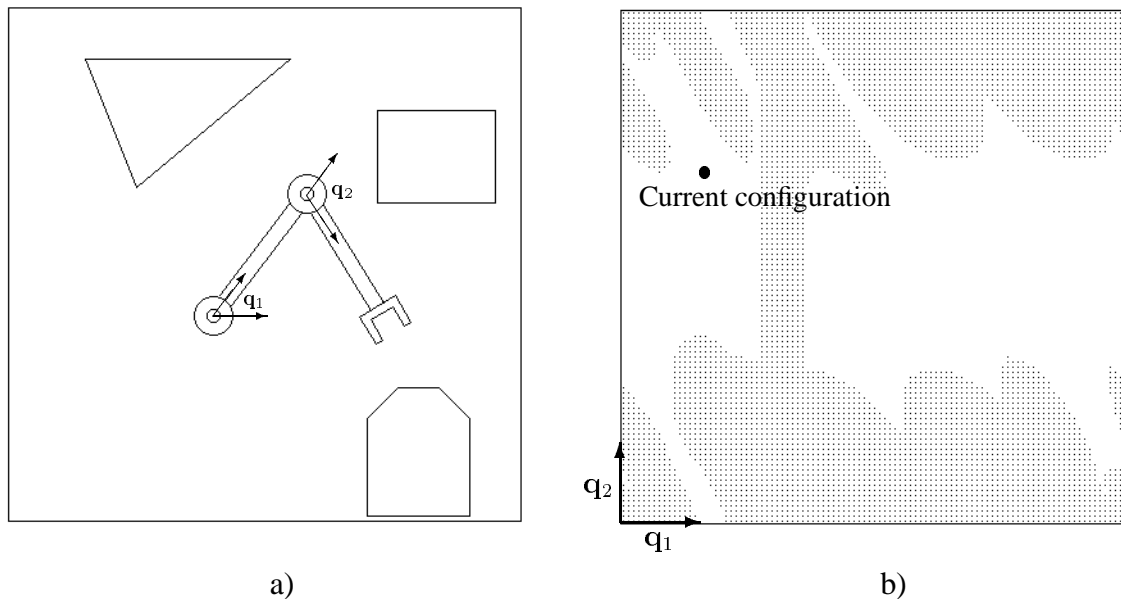 q₂
q₁
Current configuration
q₂
q₁
a)
b)